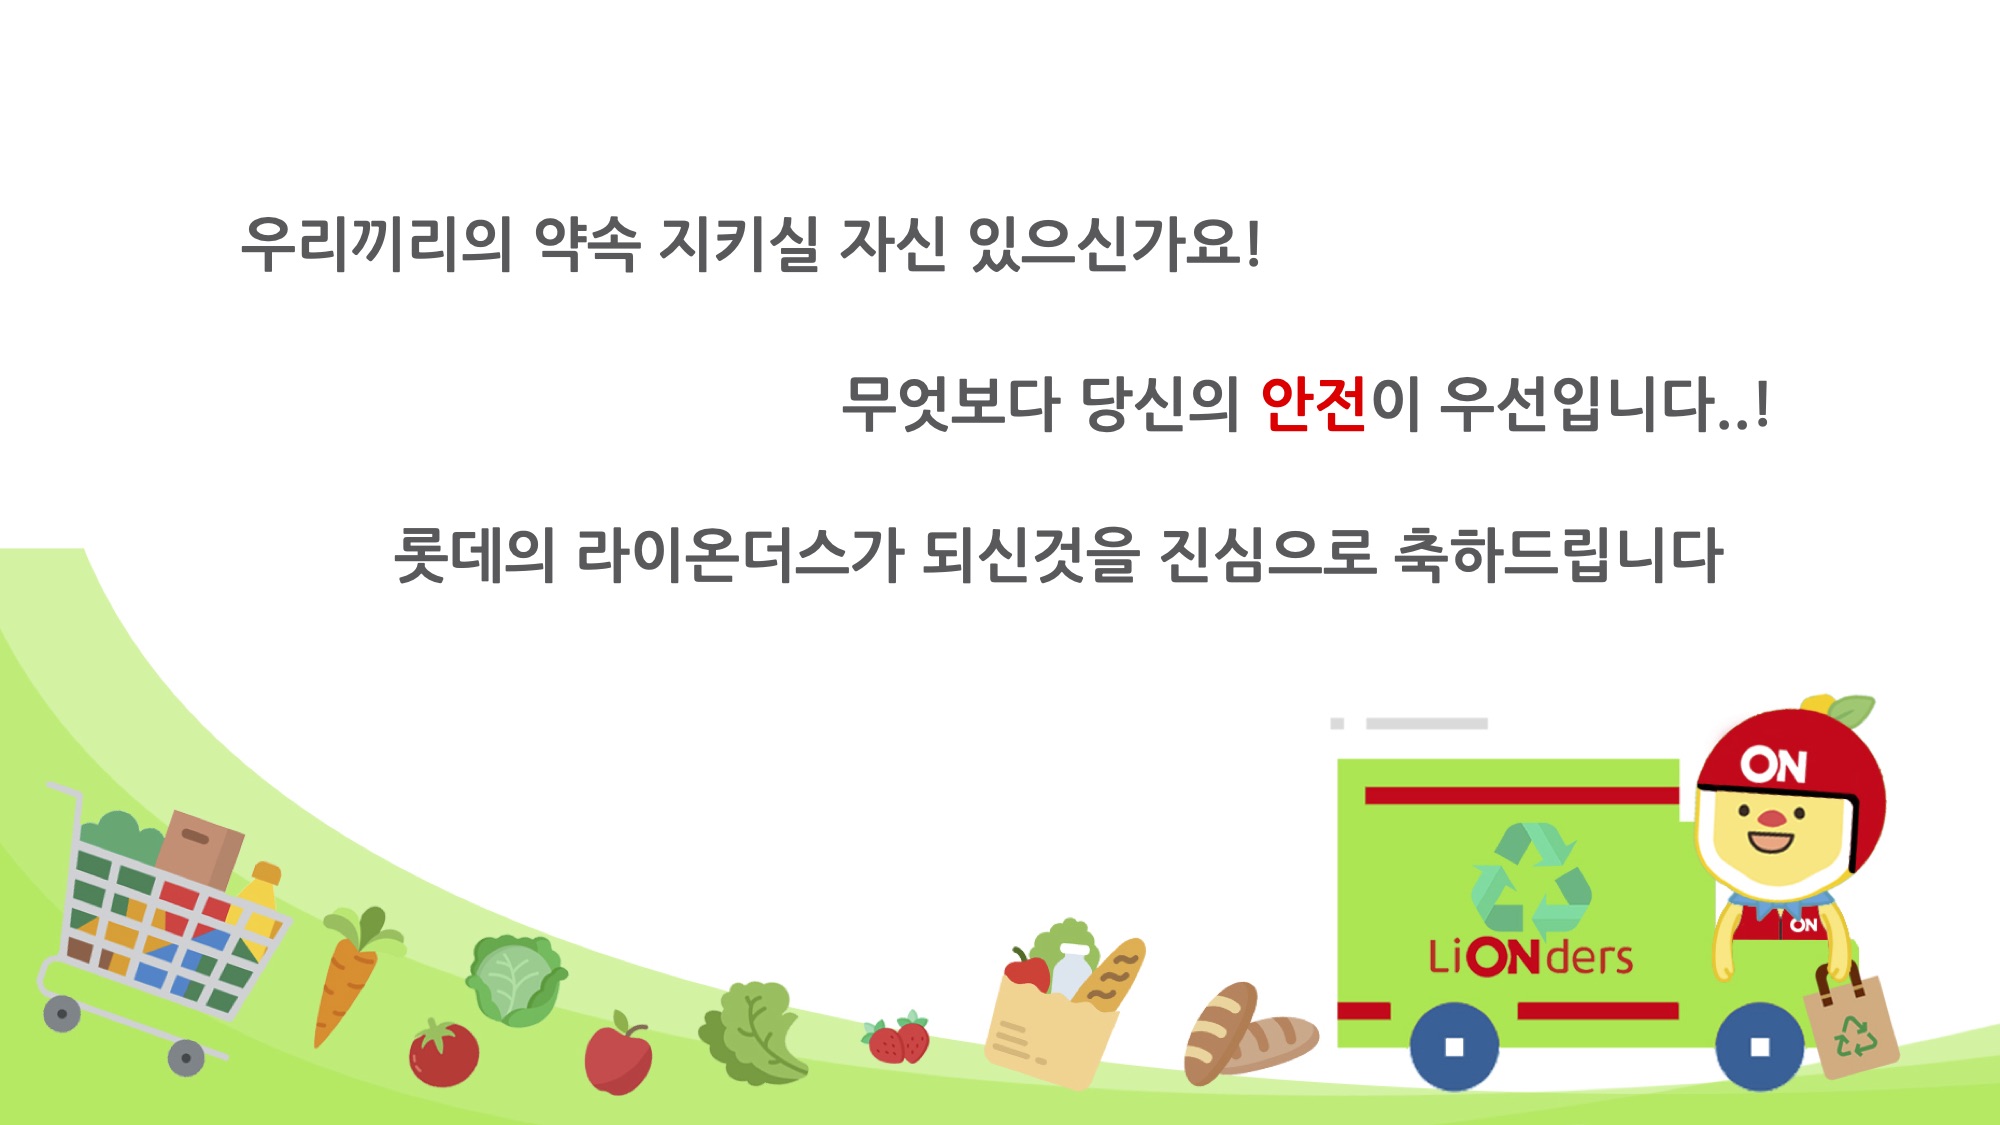 우리끼리의 약속 지키실 자신 있으신가요!
무엇보다 당신의 안전이 우선입니다..!
롯데의 라이온더스가 되신것을 진심으로 축하드립니다
ON
ON
LiONders